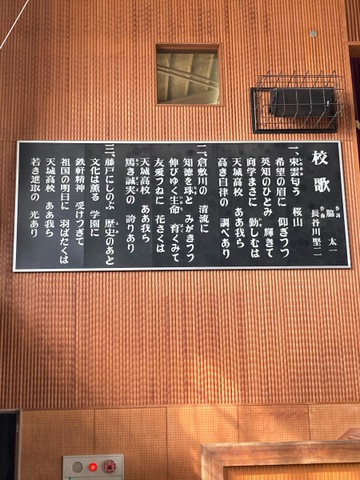 校歌
作詞 脇 太一
作曲 長谷川堅二
一、東雲匂う 桜山
希望の眉に 仰ぎつつ
英知のひとみ 輝きて
向学まさに 勤しむは
天城高校 ああ我ら
高き自律の 調べあり
二、倉敷川の 清流に
知徳を珠と みがきつつ
伸びゆく生命 育くみて
友愛つねに 花さくは
天城高校 ああ我ら
篤き誠実の 誇りあり
三、藤戸にしのぶ 歴史のあと
文化は薫る 学園に
鉄軒精神 受けつぎて
祖国の明日に 羽ばたくは
天城高校 ああ我ら
若き進取の 光あり